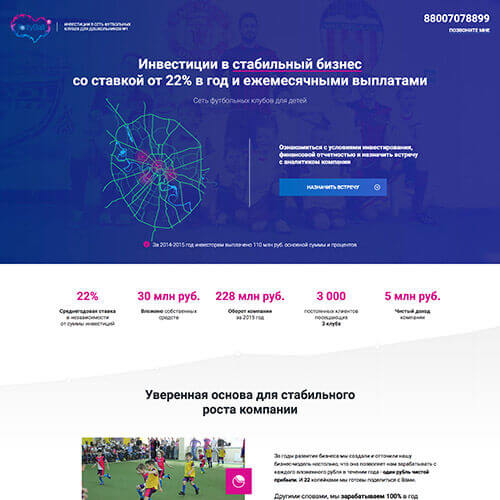 ИНВЕСТИЦИИ В СЕТЬ ФУТБОЛЬНЫХ
КЛУБОВ ДЛЯ ДОШКОЛЬНИКОВ №1
88007078899
ПОЗВОНИТЕ МНЕ
Инвестиции в стабильный бизнес
со ставкой от 22% в год и ежемесячными выплатами
Сеть футбольных клубов для детей
Ознакомиться с условиями инвестирования,
финансовой отчетностью и назначить встречу
с аналитиком компании
НАЗНАЧИТЬ ВСТРЕЧУ
За 2014-2015 год инвесторам выплачено 110 млн руб. основной суммы и процентов
22%
Среднегодовая ставка
в независимости
от суммы инвестиций
30 млн руб.
Вложено собственных
средств
228 млн руб.
Оборот компании
за 2015 год
3 000
постоянных клиентов
посещающих
3 клуба
5 млн руб.
Чистый доход
компании
Уверенная основа для стабильного
роста компании
За годы развития бизнеса мы создали и отточили нашу
бизнес-модель настолько, что она позволяет нам зарабатывать с
каждого вложенного рубля в течении года - один рубль чистой
прибыли. И 22 копейками мы готовы поделиться с Вами.
Другими словами, мы зарабатываем 100% в год